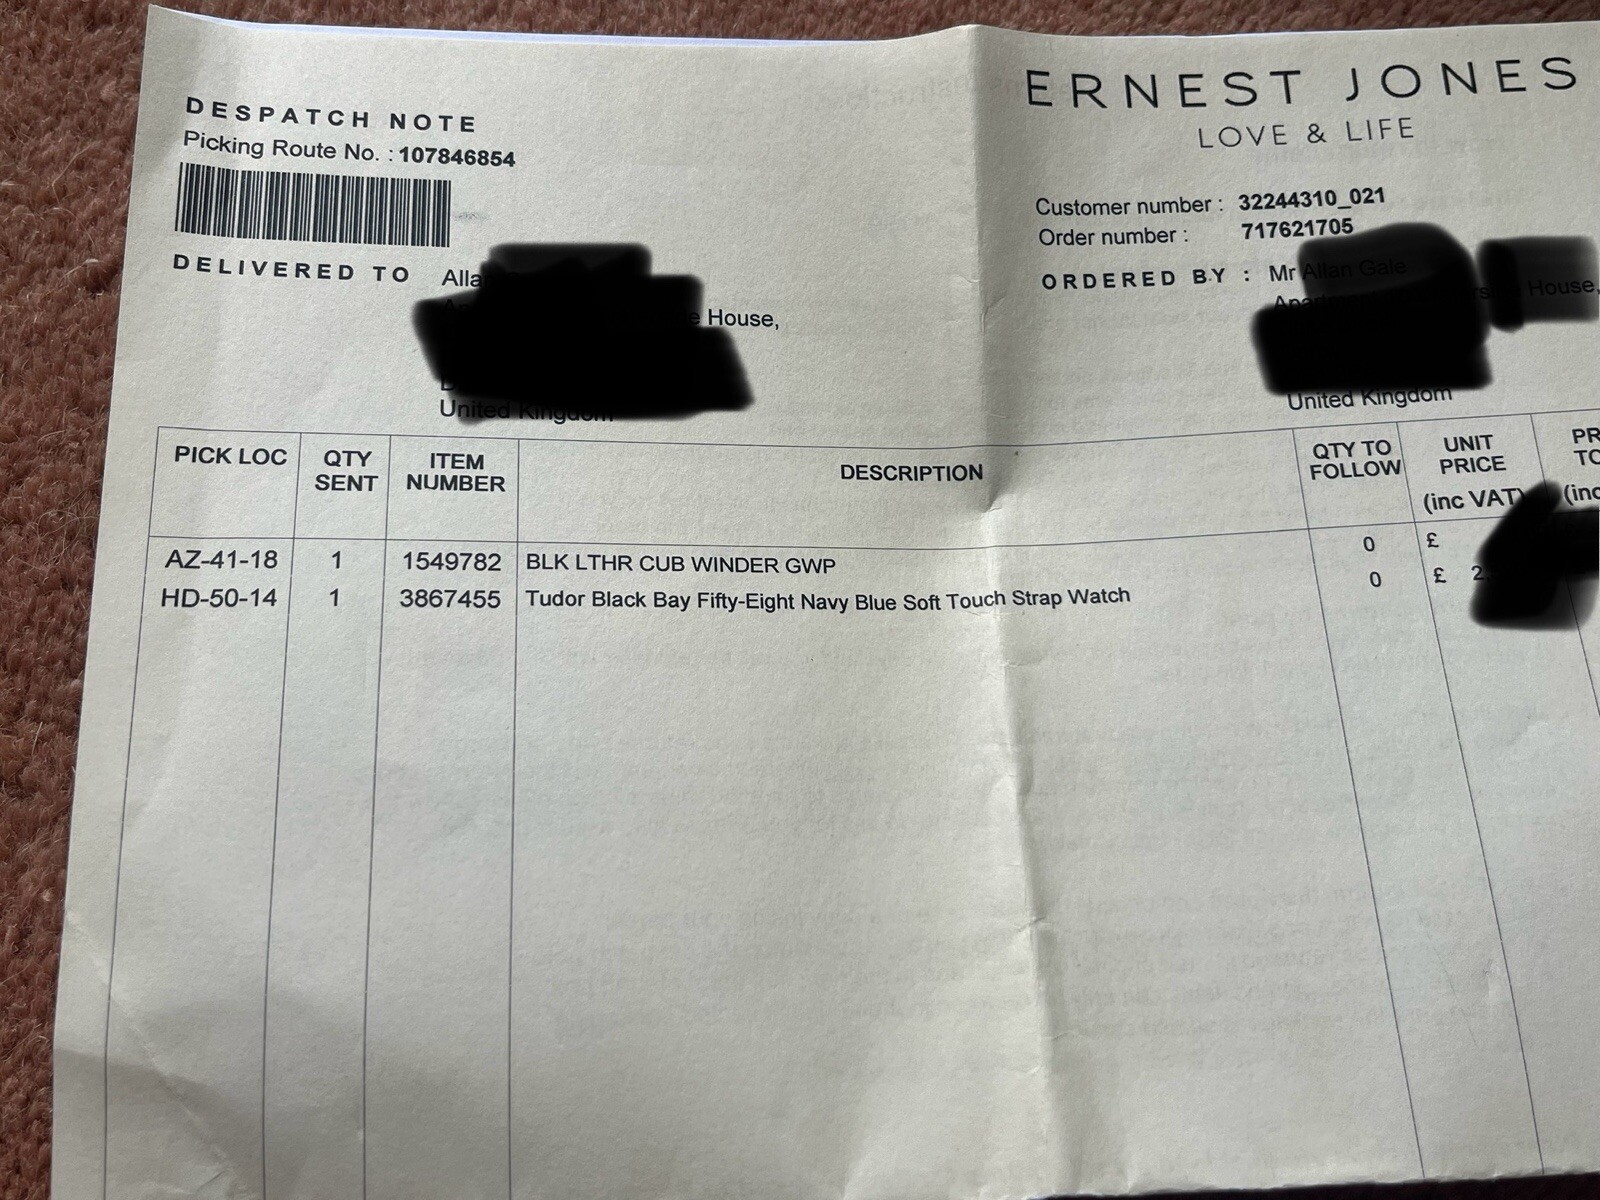 DESPATCH NOTE
Picking Route No. : 107846854
DELIVERED TO
House,
United Kingdom
ERNEST JONES
LOVE & LIFE
Customer number : 32244310_021
Order number : 717621705
ORDERED BY : Mr
House,
United Kingdom
PICK LOC QTY SENT ITEM NUMBER DESCRIPTION QTY TO FOLLOW UNIT PRICE (inc VAT)
AZ-41-18 1 1549782 BLK LTHR CUB WINDER GWP 0 £
HD-50-14 1 3867455 Tudor Black Bay Fifty-Eight Navy Blue Soft Touch Strap Watch 0 £ 2